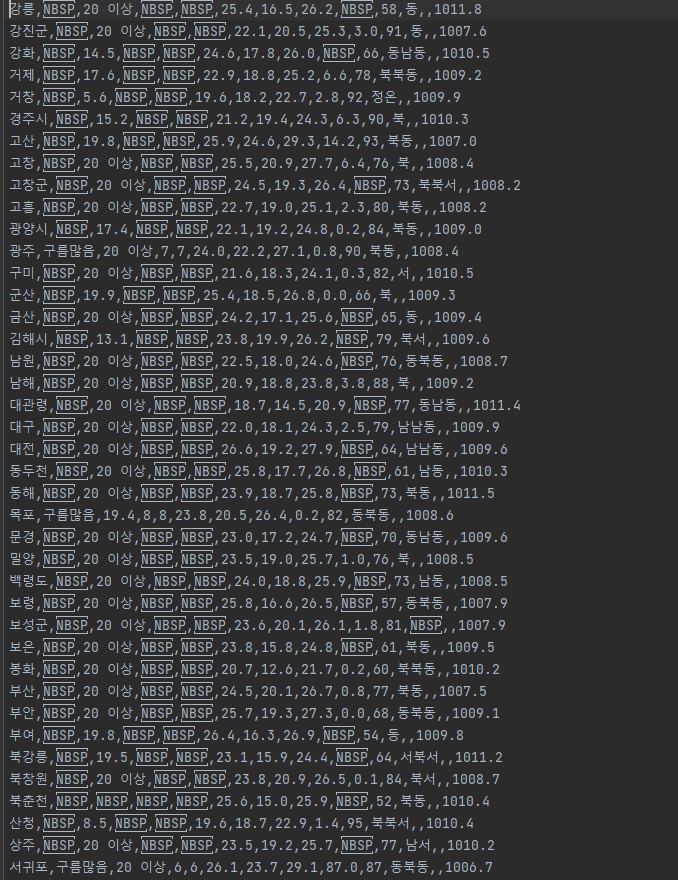 강릉,NBSP,20 이상,NBSP,NBSP,25.4,16.5,26.2,NBSP,58,동,,1011.8
강진군,NBSP,20 이상,NBSP,NBSP,22.1,20.5,25.3,3.0,91,동,,1007.6
강화,NBSP,14.5,NBSP,NBSP,24.6,17.8,26.0,NBSP,66,동남동,,1010.5
거제,NBSP,17.6,NBSP,NBSP,22.9,18.8,25.2,6.6,78,북북동,,1009.2
거창,NBSP,5.6,NBSP,NBSP,19.6,18.2,22.7,2.8,92,정온,,1009.9
경주시,NBSP,15.2,NBSP,NBSP,21.2,19.4,24.3,6.3,90,북,,1010.3
고산,NBSP,19.8,NBSP,NBSP,25.9,24.6,29.3,14.2,93,북동,,1007.0
고창,NBSP,20 이상,NBSP,NBSP,25.5,20.9,27.7,6.4,76,북,,1008.4
고창군,NBSP,20 이상,NBSP,NBSP,24.5,19.3,26.4,NBSP,73,북북서,,1008.2
고흥,NBSP,20 이상,NBSP,NBSP,22.7,19.0,25.1,2.3,80,북동,,1008.2
광양시,NBSP,17.4,NBSP,NBSP,22.1,19.2,24.8,0.2,84,북동,,1009.0
광주,구름많음,20 이상,7,7,24.0,22.2,27.1,0.8,90,북동,,1008.4
구미,NBSP,20 이상,NBSP,NBSP,21.6,18.3,24.1,0.3,82,서,,1010.5
군산,NBSP,19.9,NBSP,NBSP,25.4,18.5,26.8,0.0,66,북,,1009.3
금산,NBSP,20 이상,NBSP,NBSP,24.2,17.1,25.6,NBSP,65,동,,1009.4
김해시,NBSP,13.1,NBSP,NBSP,23.8,19.9,26.2,NBSP,79,북서,,1009.6
남원,NBSP,20 이상,NBSP,NBSP,22.5,18.0,24.6,NBSP,76,동북동,,1008.7
남해,NBSP,20 이상,NBSP,NBSP,20.9,18.8,23.8,3.8,88,북,,1009.2
대관령,NBSP,20 이상,NBSP,NBSP,18.7,14.5,20.9,NBSP,77,동남동,,1011.4
대구,NBSP,20 이상,NBSP,NBSP,22.0,18.1,24.3,2.5,79,남남동,,1009.9
대전,NBSP,20 이상,NBSP,NBSP,26.6,19.2,27.9,NBSP,64,남남동,,1009.6
동두천,NBSP,20 이상,NBSP,NBSP,25.8,17.7,26.8,NBSP,61,남동,,1010.3
동해,NBSP,20 이상,NBSP,NBSP,23.9,18.7,25.8,NBSP,73,북동,,1011.5
목포,구름많음,19.4,8,8,23.8,20.5,26.4,0.2,82,동북동,,1008.6
문경,NBSP,20 이상,NBSP,NBSP,23.0,17.2,24.7,NBSP,70,동남동,,1009.6
밀양,NBSP,20 이상,NBSP,NBSP,23.5,19.0,25.7,1.0,76,북,,1008.5
백령도,NBSP,20 이상,NBSP,NBSP,24.0,18.8,25.9,NBSP,73,남동,,1008.5
보령,NBSP,20 이상,NBSP,NBSP,25.8,16.6,26.5,NBSP,57,동북동,,1007.9
보성군,NBSP,20 이상,NBSP,NBSP,23.6,20.1,26.1,1.8,81,NBSP,,1007.9
보은,NBSP,20 이상,NBSP,NBSP,23.8,15.8,24.8,NBSP,61,북동,,1009.5
봉화,NBSP,20 이상,NBSP,NBSP,20.7,12.6,21.7,0.2,60,북북동,,1010.2
부산,NBSP,20 이상,NBSP,NBSP,24.5,20.1,26.7,0.8,77,북동,,1007.5
부안,NBSP,20 이상,NBSP,NBSP,25.7,19.3,27.3,0.0,68,동북동,,1009.1
부여,NBSP,19.8,NBSP,NBSP,26.4,16.3,26.9,NBSP,54,동,,1009.8
북강릉,NBSP,19.5,NBSP,NBSP,23.1,15.9,24.4,NBSP,64,서북서,,1011.2
북창원,NBSP,20 이상,NBSP,NBSP,23.8,20.9,26.5,0.1,84,북서,,1008.7
북춘천,NBSP,NBSP,NBSP,NBSP,25.6,15.0,25.9,NBSP,52,북동,,1010.4
산청,NBSP,8.5,NBSP,NBSP,19.6,18.7,22.9,1.4,95,북북서,,1010.4
상주,NBSP,20 이상,NBSP,NBSP,23.5,19.2,25.7,NBSP,77,남서,,1010.2
서귀포,구름많음,20 이상,6,6,26.1,23.7,29.1,87.0,87,동북동,,1006.7